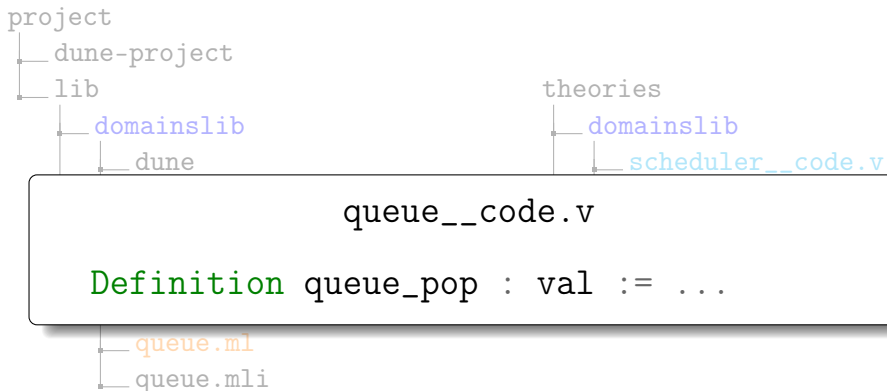 project
dune-project
lib
theories
domainslib
domainslib
dune
scheduler__code.v
queue__code.v
Definition queue_pop : val := ...
queue.ml
queue.mli